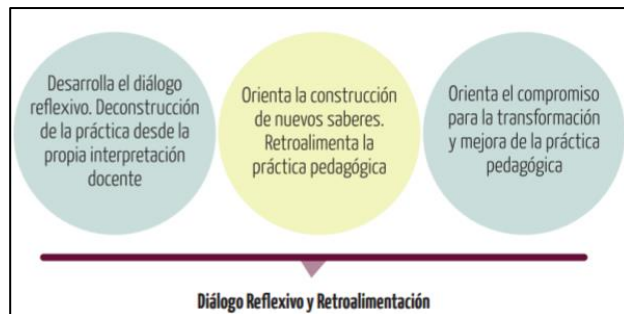 Desarrolla el diálogo
reflexivo. Deconstrucción
de la práctica desde la
propia interpretación
docente
Orienta la construcción
de nuevos saberes.
Retroalimenta la
práctica pedagógica
Orienta el compromiso
para la transformación
y mejora de la práctica
pedagógica
Diálogo Reflexivo y Retroalimentación